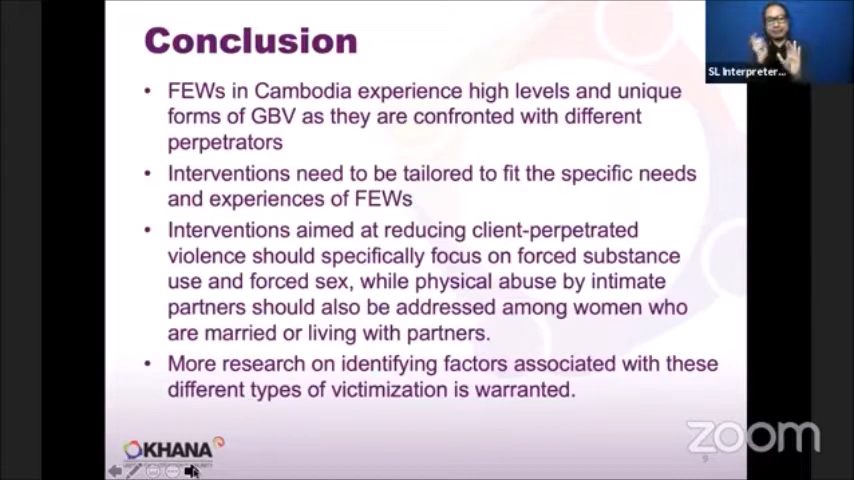 Conclusion
SL Interpreter...
• FEWs in Cambodia experience high levels and unique
forms of GBV as they are confronted with different
perpetrators
• Interventions need to be tailored to fit the specific needs
and experiences of FEWs
• Interventions aimed at reducing client-perpetrated
violence should specifically focus on forced substance
use and forced sex, while physical abuse by intimate
partners should also be addressed among women who
are married or living with partners.
• More research on identifying factors associated with these
different types of victimization is warranted.
KHANA
zoom
9